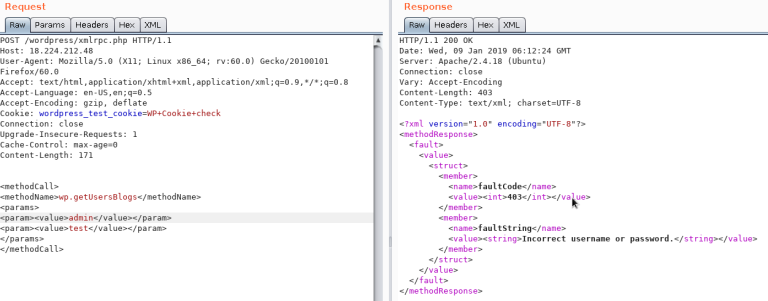 Request
Raw Params Headers Hex XML
POST /wordpress/xmlrpc.php HTTP/1.1
Host: 18.224.212.48
User-Agent: Mozilla/5.0 (X11; Linux x86_64; rv:60.0) Gecko/20100101
Firefox/60.0
Accept: text/html,application/xhtml+xml,application/xml;q=0.9,*/*;q=0.8
Accept-Language: en-US,en;q=0.5
Accept-Encoding: gzip, deflate
Cookie: wordpress_test_cookie=WP+Cookie+check
Connection: close
Upgrade-Insecure-Requests: 1
Cache-Control: max-age=0
Content-Length: 171
<methodCall>
<methodName>wp.getUsersBlogs</methodName>
<params>
<param><value>admin</value></param>
<param><value>test</value></param>
</params>
</methodCall>
Response
Raw Headers Hex XML
HTTP/1.1 200 OK
Date: Wed, 09 Jan 2019 06:12:24 GMT
Server: Apache/2.4.18 (Ubuntu)
Connection: close
Vary: Accept-Encoding
Content-Length: 403
Content-Type: text/xml; charset=UTF-8
<?xml version="1.0" encoding="UTF-8"?>
<methodResponse>
<fault>
<value>
<struct>
<member>
<name>faultCode</name>
<value><int>403</int></value>
</member>
<member>
<name>faultString</name>
<value><string>Incorrect username or password.</string></value>
</member>
</struct>
</value>
</fault>
</methodResponse>